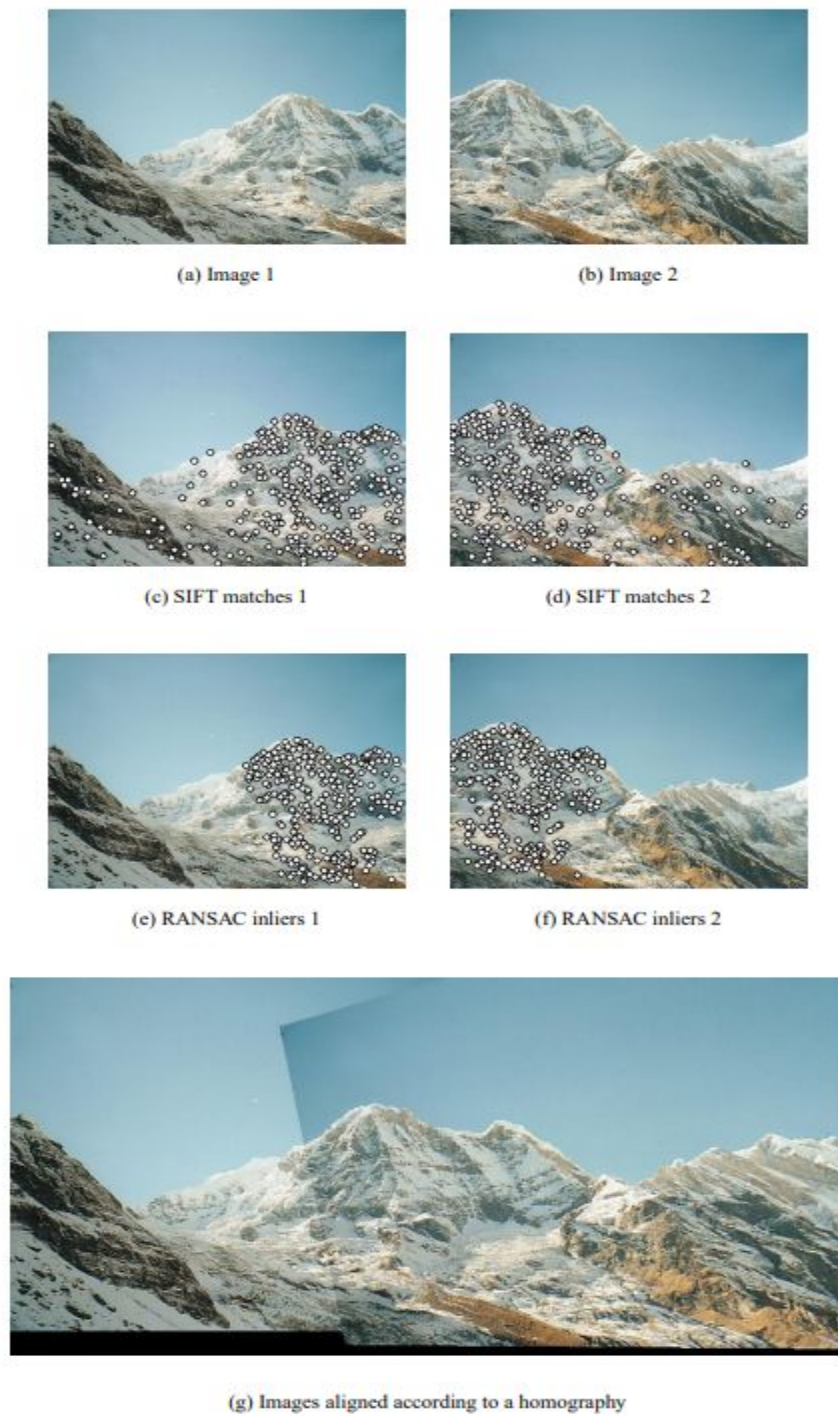 (a) Image 1
(b) Image 2
(c) SIFT matches 1
(d) SIFT matches 2
(e) RANSAC inliers 1
(f) RANSAC inliers 2
(g) Images aligned according to a homography